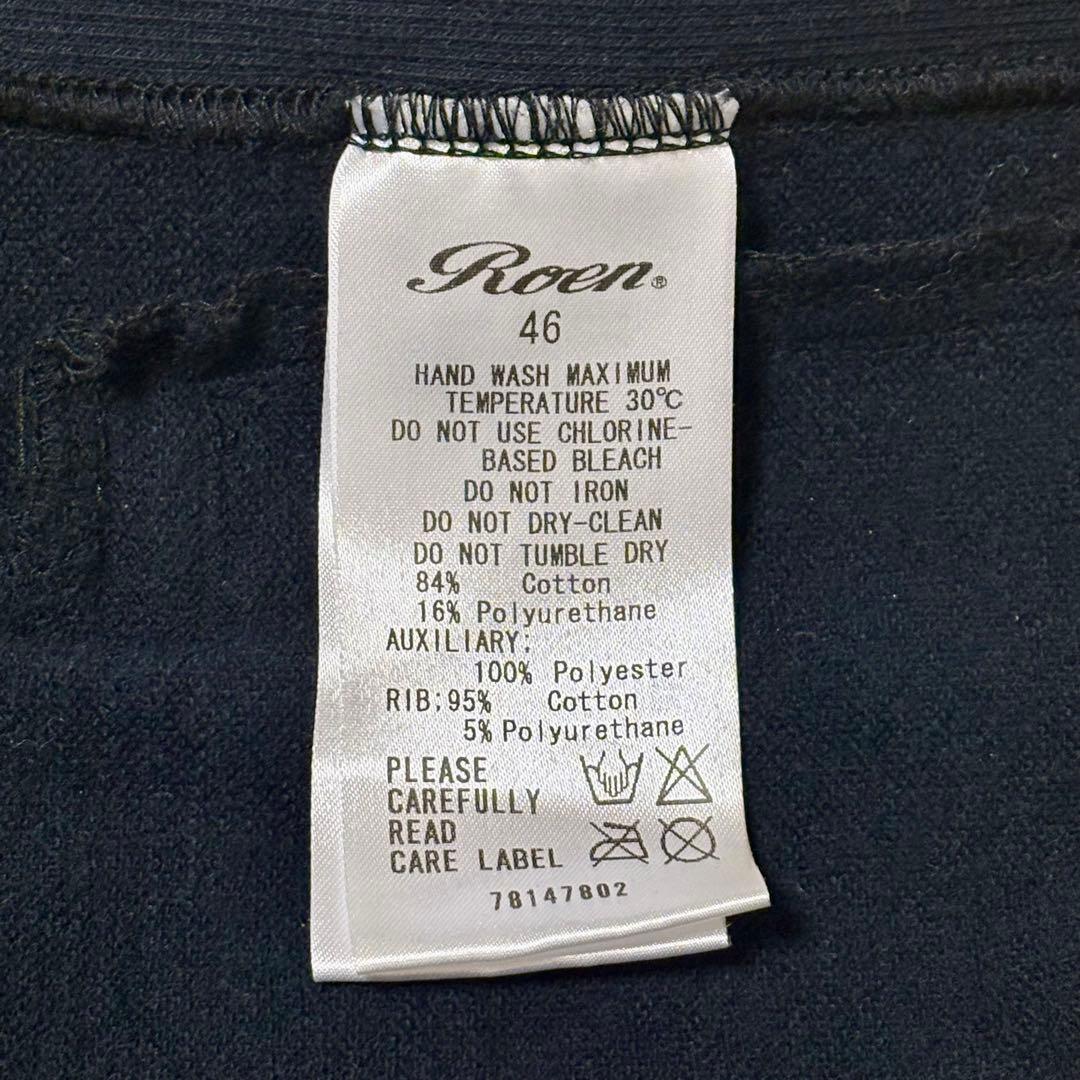 Roen®
46
HAND WASH MAXIMUM
TEMPERATURE 30℃
DO NOT USE CHLORINE-
BASED BLEACH
DO NOT IRON
DO NOT DRY-CLEAN
DO NOT TUMBLE DRY
84% Cotton
16% Polyurethane
AUXILIARY:
100% Polyester
RIB:95% Cotton
5% Polyurethane
PLEASE
CAREFULLY
READ
CARE LABEL
78147802